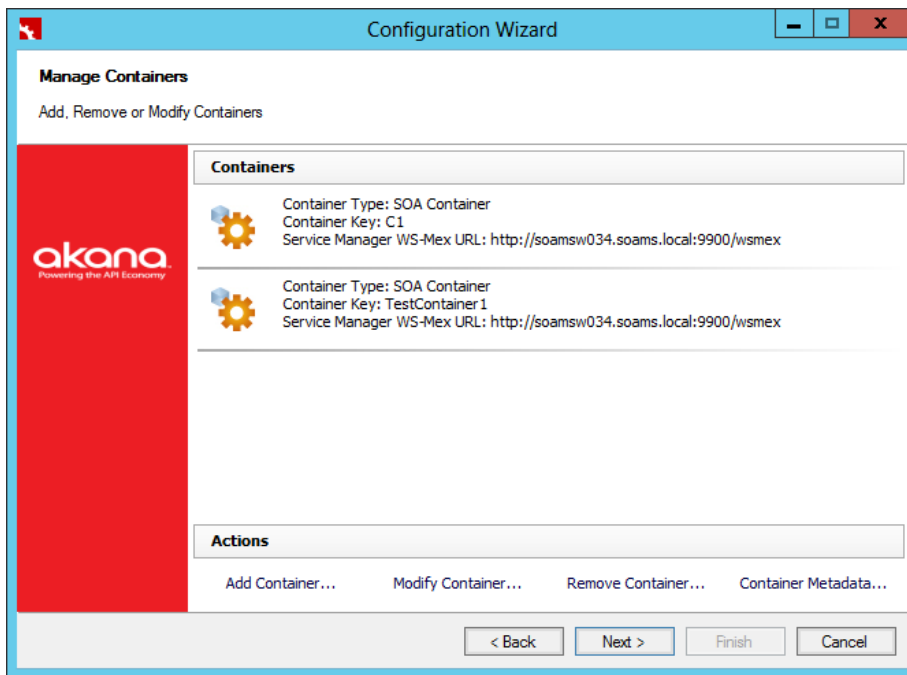 Configuration Wizard
Manage Containers
Add, Remove or Modify Containers
akana
Powering the API Economy
Containers
Container Type: SOA Container
Container Key: C1
Service Manager WS-Mex URL: http://soamsw034.soams.local:9900/wsmex
Container Type: SOA Container
Container Key: TestContainer1
Service Manager WS-Mex URL: http://soamsw034.soams.local:9900/wsmex
Actions
Add Container... Modify Container... Remove Container... Container Metadata...
< Back Next > Finish Cancel